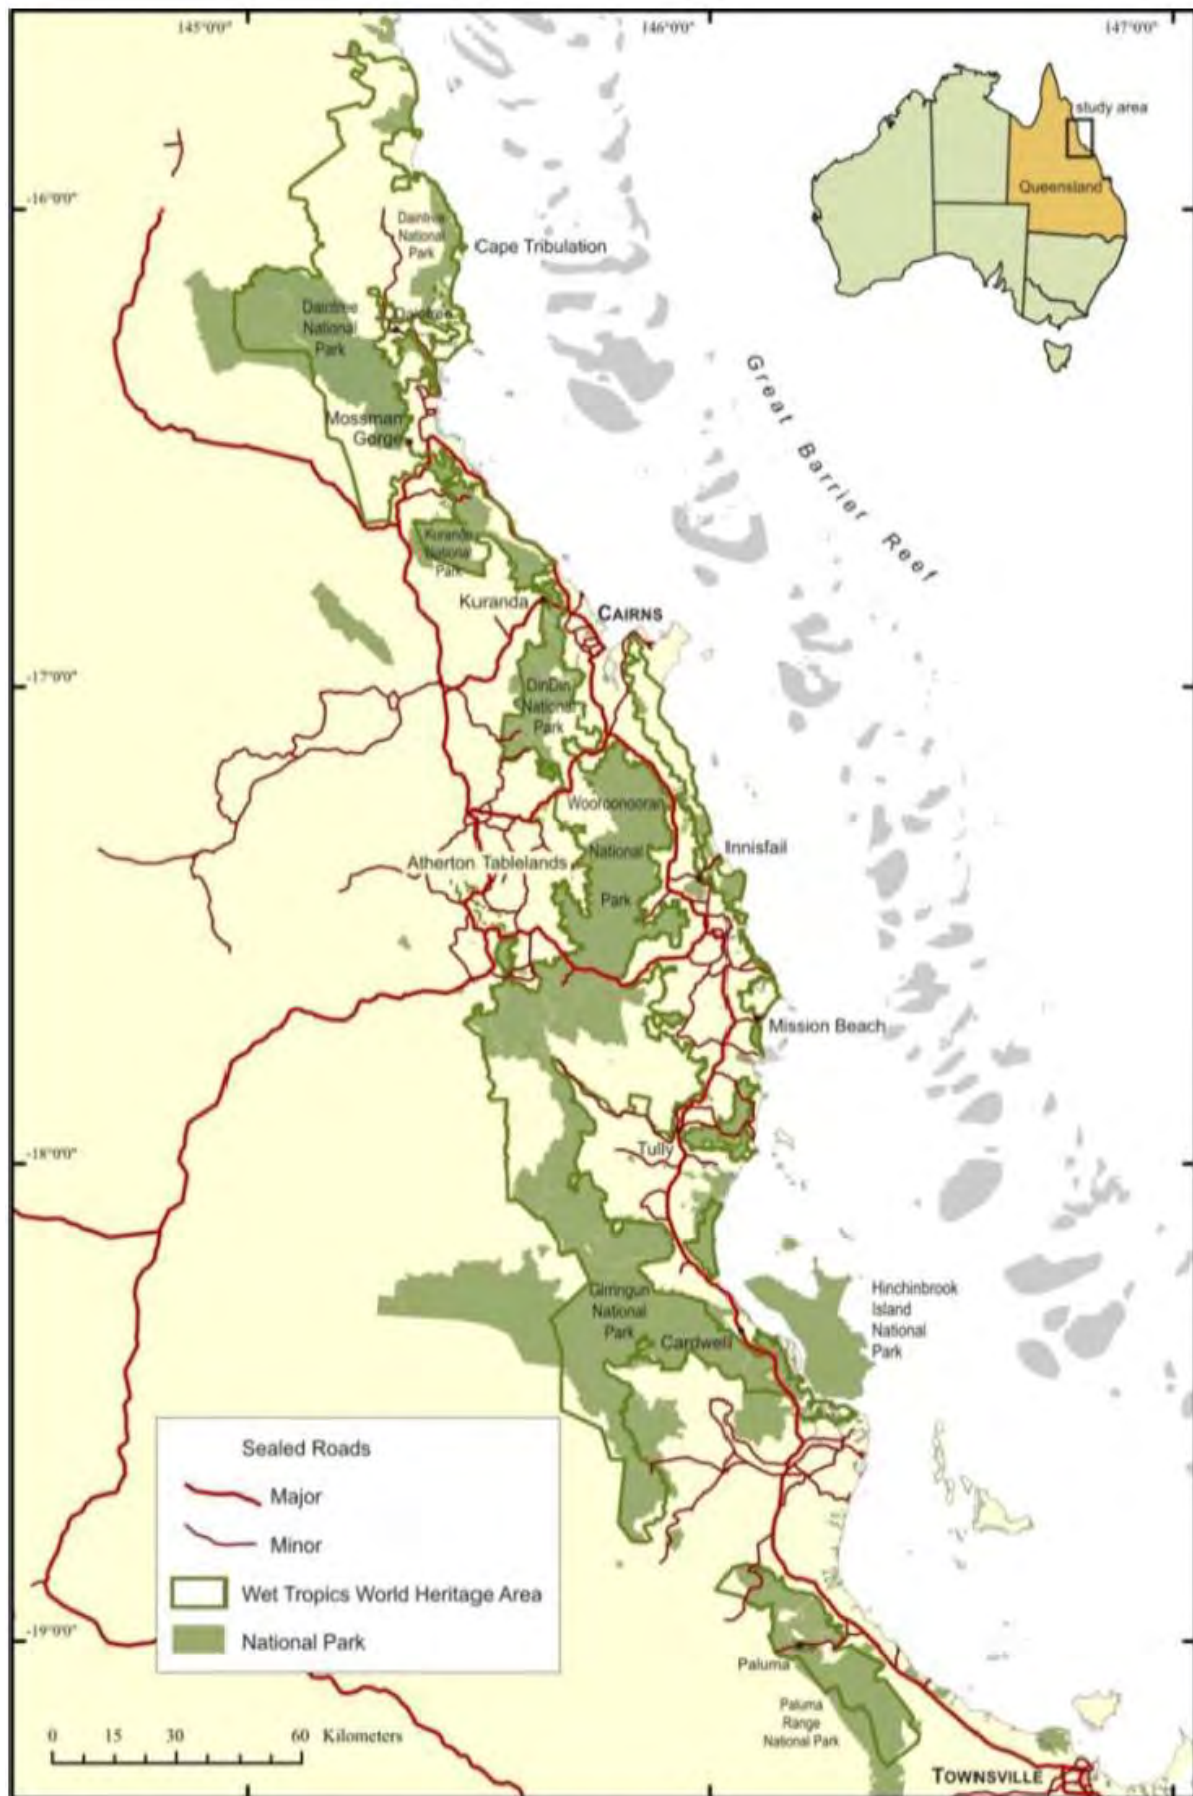 145°0'0"
146°0'0"
147°0'0"
study area
Queensland
-16°0'0"
Daintree
National
Park
Cape Tribulation
Daintree
National
Park
Daintree
Mossman
Gorge
Great Barrier Reef
Kuranda
National
Park
Kuranda
CAIRNS
-17°0'0"
DinDin
National
Park
Wooroonooran
National
Park
Innisfail
Atherton Tablelands
Mission Beach
Tully
-18°0'0"
Hinchinbrook
Island
National
Park
Girringun
National
Park
Cardwell
Sealed Roads
Major
Minor
Wet Tropics World Heritage Area
National Park
-19°0'0"
Paluma
Paluma
Range
National Park
0 15 30 60 Kilometers
TOWNSVILLE